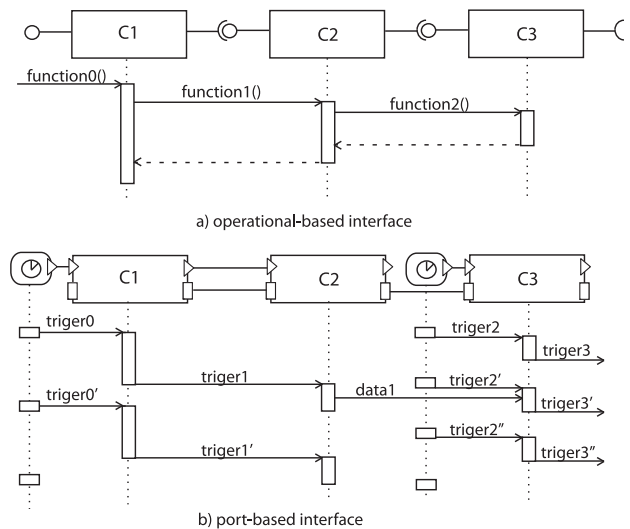 C1 C2 C3
function0()
function1()
function2()
a) operational-based interface
C1 C2 C3
triger0 triger2
triger3
triger1 triger2'
triger0' data1
triger3'
triger2"
triger1'
triger3"
b) port-based interface